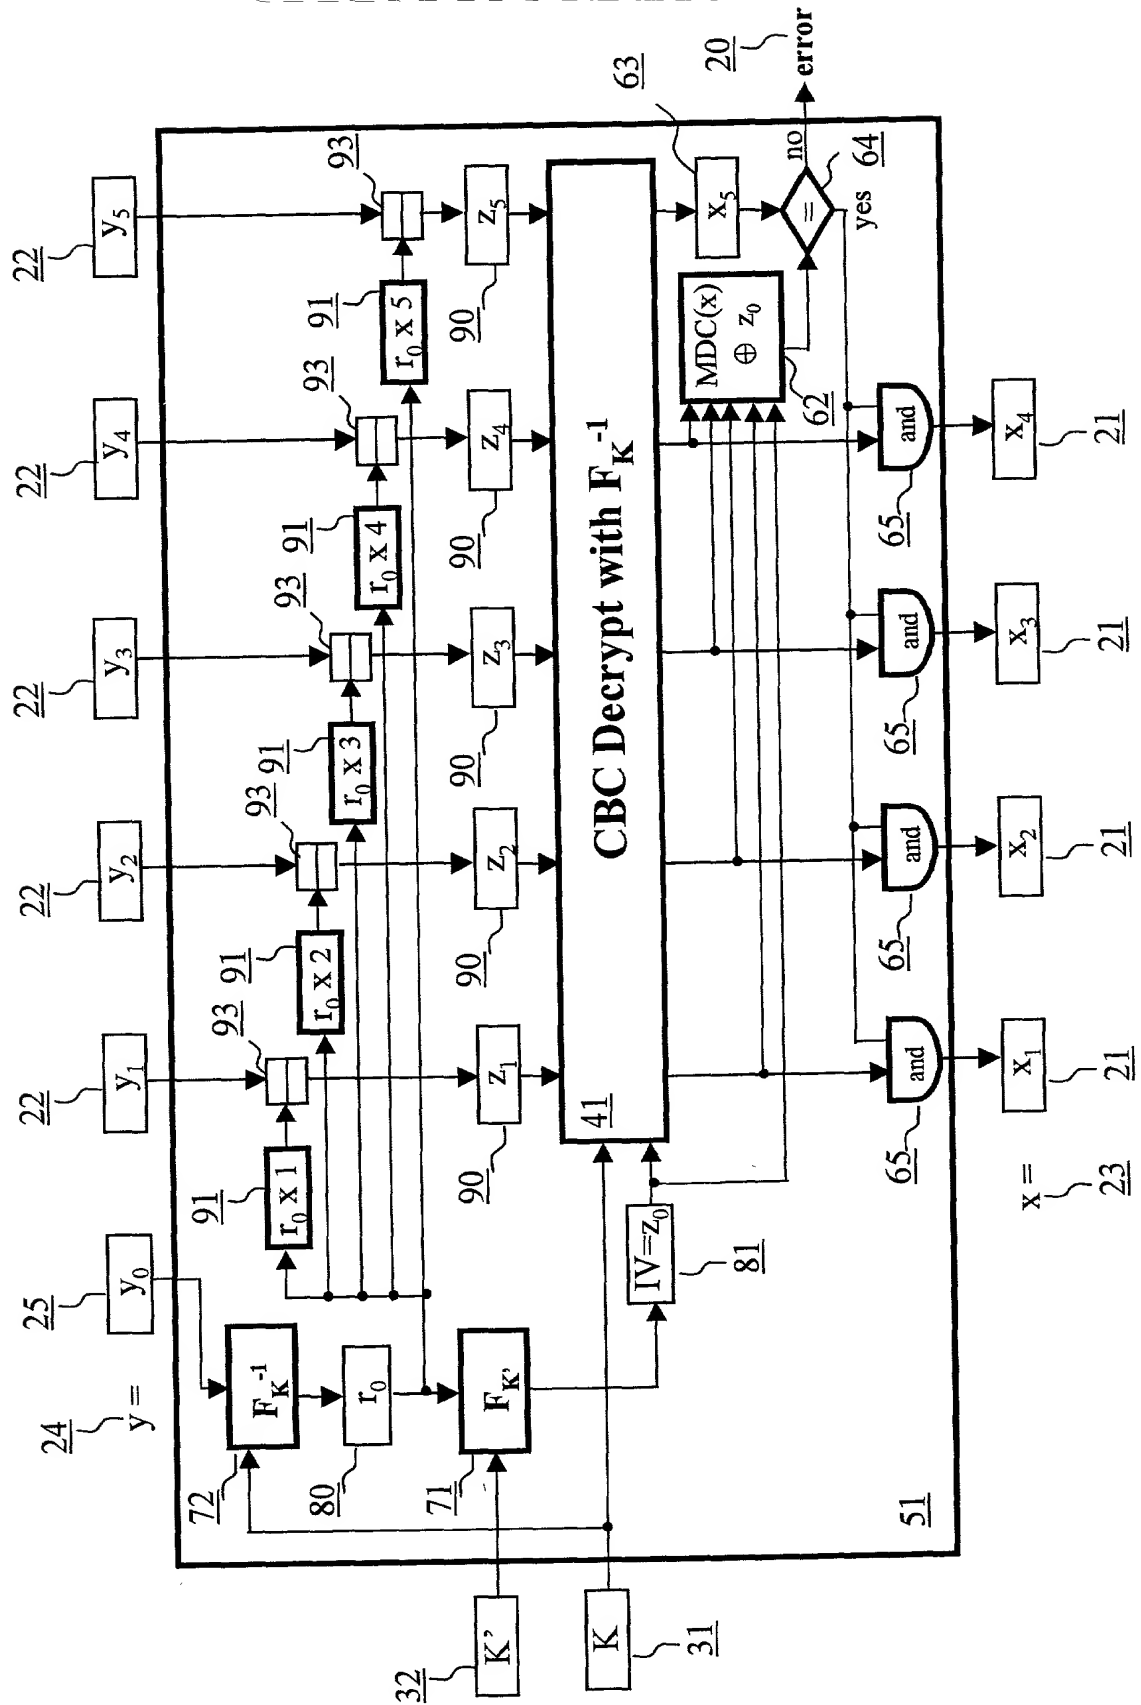 24 y =
25 y₀
22 y₁
22 y₂
22 y₃
22 y₄
22 y₅
72 F_K⁻¹
80 r₀
71 F_K'
91 r₀ x 1
93
91 r₀ x 2
93
91 r₀ x 3
93
91 r₀ x 4
93
91 r₀ x 5
93
90 z₁
90 z₂
90 z₃
90 z₄
90 z₅
32 K'
31 K
41 CBC Decrypt with F_K⁻¹
IV=z₀
81
MDC(x)
⊕ z₀
62
x₅
63
=
64
no
yes
20 error
65 and
65 and
65 and
65 and
51
x =
23
x₁
21
x₂
21
x₃
21
x₄
21